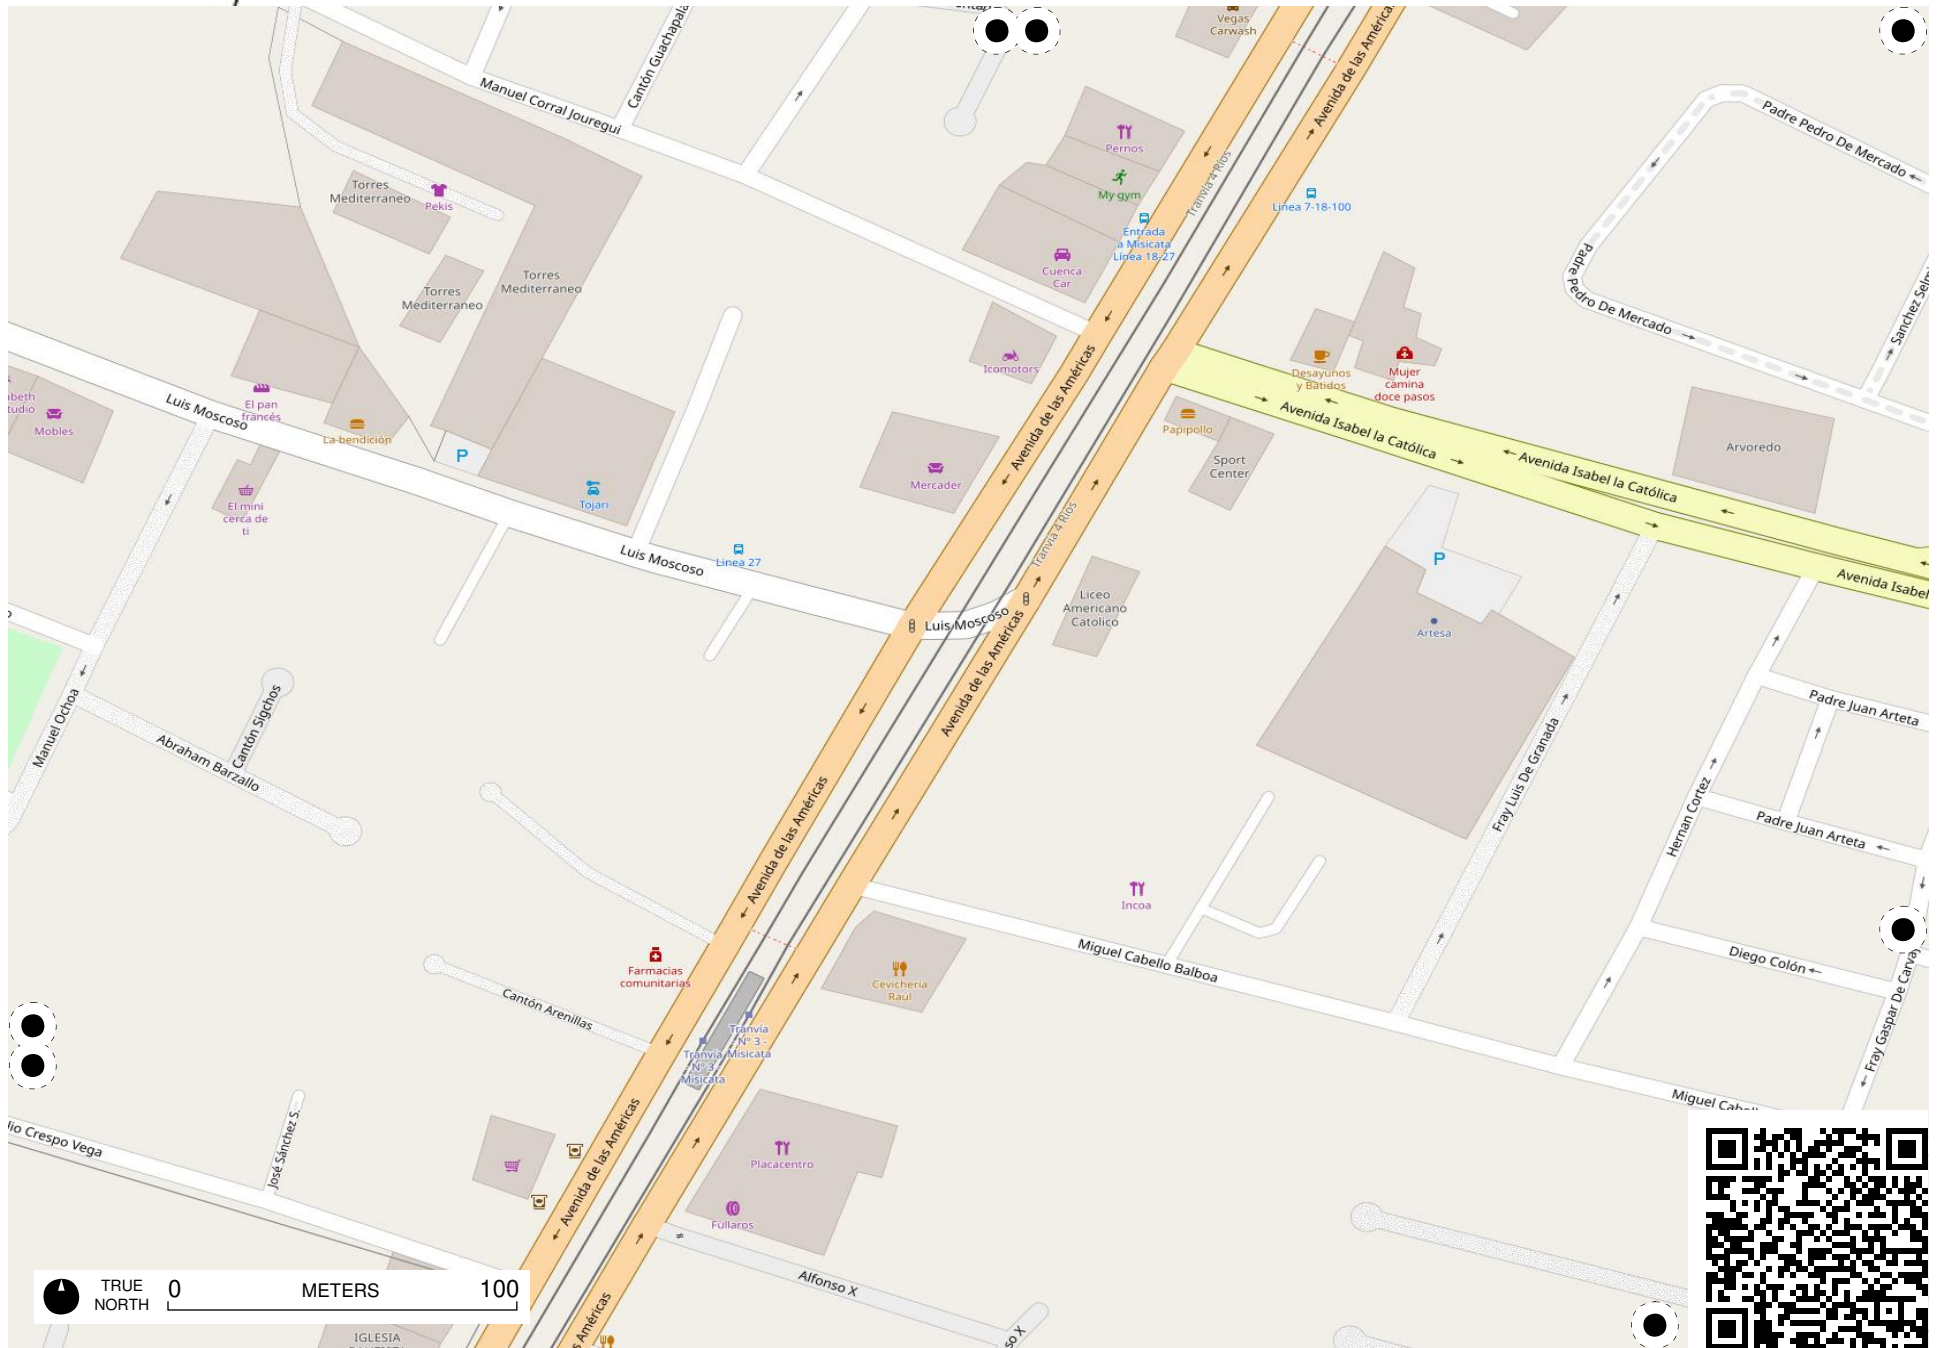 Vegas
Carwash
Avenida de las Américas
Cantón Guachapala
Manuel Corral Jouregui
Padre Pedro De Mercado
Pernos
My gym
Tranvía 4 Ríos
Linea 7-18-100
Torres
Mediterraneo
Pekis
Entrada
a Misicata
Línea 18-27
Cuenca
Car
Torres
Mediterraneo
Torres
Mediterraneo
Padre Pedro De Mercado
Icomotors
Avenida de las Américas
Desayunos
y Batidos
Mujer
camina
doce pasos
Mobles
Luis Moscoso
El pan
francés
La bendición
P
Papipollo
Avenida Isabel la Católica
Avenida Isabel la Católica
Arvoredo
Sport
Center
Mercader
Tojari
El mini
cerca de
ti
Luis Moscoso
Linea 27
Tranvía 4 Ríos
P
Avenida Isabel
Liceo
Americano
Catolico
Luis Moscoso
Artesa
Manuel Ochoa
Cantón Sigchos
Abraham Barzallo
Avenida de las Américas
Avenida de las Américas
Padre Juan Arteta
Fray Luis De Granada
Hernan Cortez
Padre Juan Arteta
Incoa
Miguel Cabello Balboa
Diego Colón
Fray Gaspar De Carvaj
Farmacias
comunitarias
Cevicheria
Raul
Cantón Arenillas
Tranvía
N° 3 -
Misicata
Tranvía
N° 3 -
Misicata
Miguel Cabell
lio Crespo Vega
José Sánchez S.
Avenida de las Américas
Placacentro
Fullaros
Alfonso X
so X
s Américas
TRUE
NORTH
0 METERS 100
IGLESIA